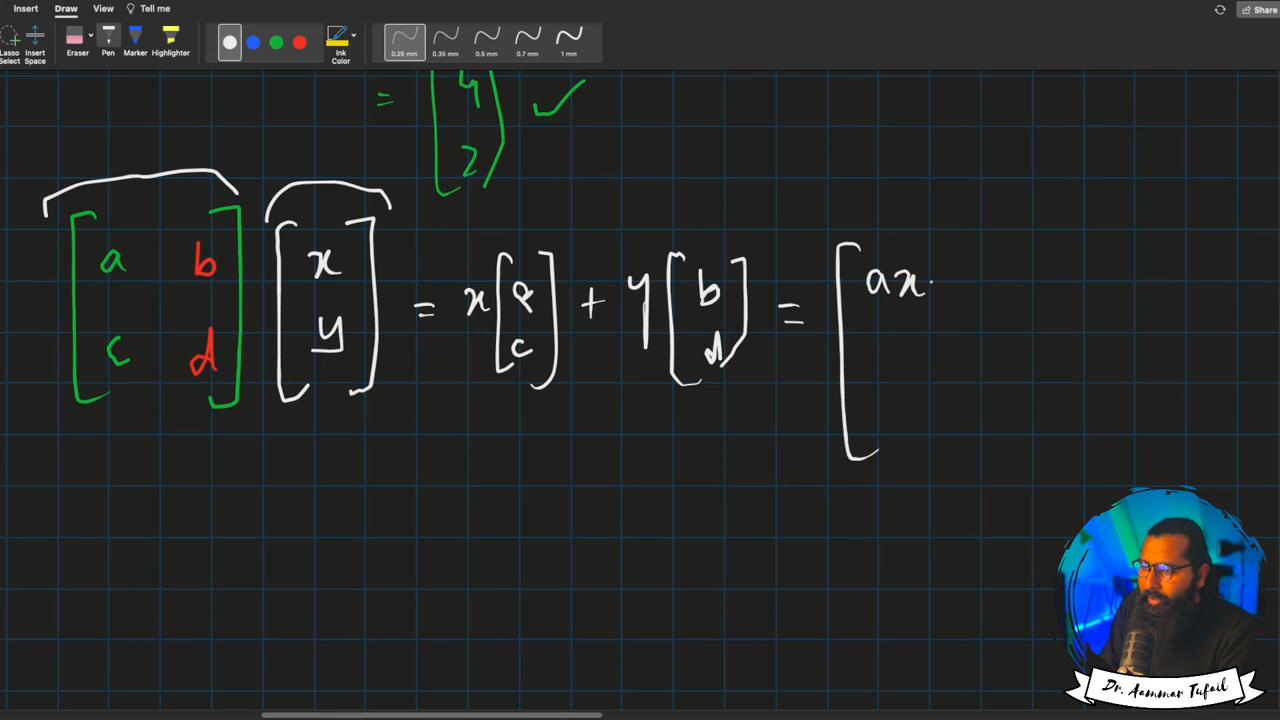 Insert Draw View Tell me
Share
Lasso Select
Insert Space
Eraser
Pen
Marker
Highlighter
Ink Color
0.25 mm
0.35 mm
0.5 mm
0.7 mm
1 mm
= [4 2] ✓
[a b c d] [x y] = x [a c] + y [b d] = [ax
Dr. Aammar Tufail